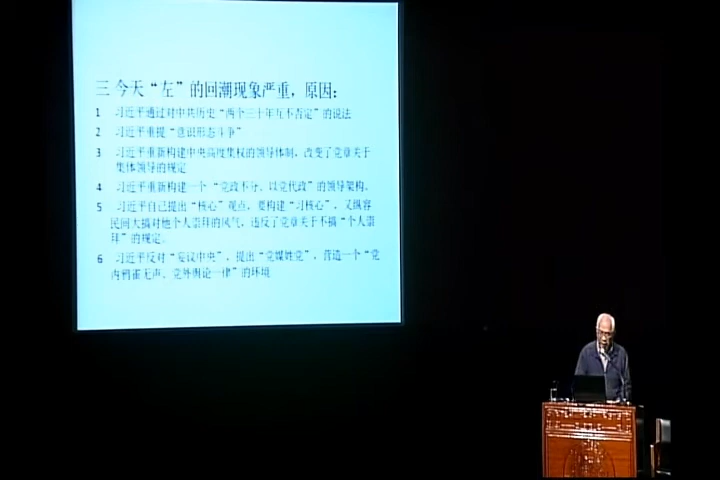 三 今天“左”的回潮现象严重，原因：
1 习近平通过对中共历史“两个三十年互不否定”的说法
2 习近平重提“意识形态斗争”
3 习近平重新构建中央高度集权的领导体制，改变了党章关于
集体领导的规定
4 习近平重新构建一个“党政不分、以党代政”的领导架构。
5 习近平自己提出“核心”观点，要构建“习核心”，又纵容
民间大搞对他个人崇拜的风气，违反了党章关于不搞“个人崇
拜”的规定。
6 习近平反对“妄议中央”，提出“党媒姓党”，营造一个“党
内鸦雀无声、党外舆论一律”的环境